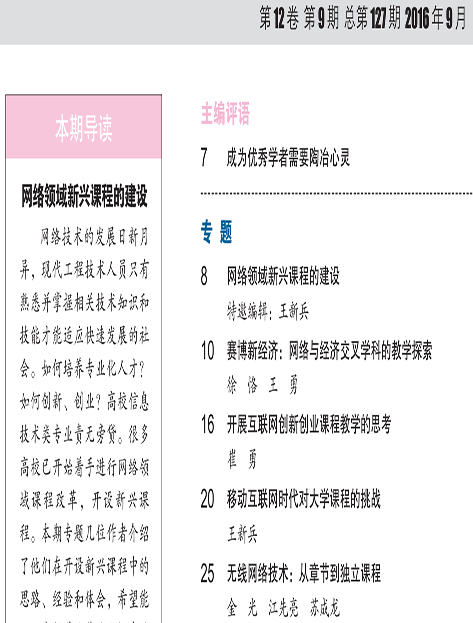 第12卷 第9期 总第127期 2016年9月
本期导读
网络领域新兴课程的建设
网络技术的发展日新月
异，现代工程技术人员只有
熟悉并掌握相关技术知识和
技能才能适应快速发展的社
会。如何培养专业化人才？
如何创新、创业？高校信息
技术类专业责无旁贷。很多
高校已开始着手进行网络领
域课程改革，开设新兴课
程。本期专题几位作者介绍
了他们在开设新兴课程中的
思路、经验和体会，希望能
主编评语
7 成为优秀学者需要陶冶心灵
专题
8 网络领域新兴课程的建设
特邀编辑：王新兵
10 赛博新经济：网络与经济交叉学科的教学探索
徐恪 王勇
16 开展互联网创新创业课程教学的思考
崔勇
20 移动互联网时代对大学课程的挑战
王新兵
25 无线网络技术：从章节到独立课程
金光 江先亮 苏成龙